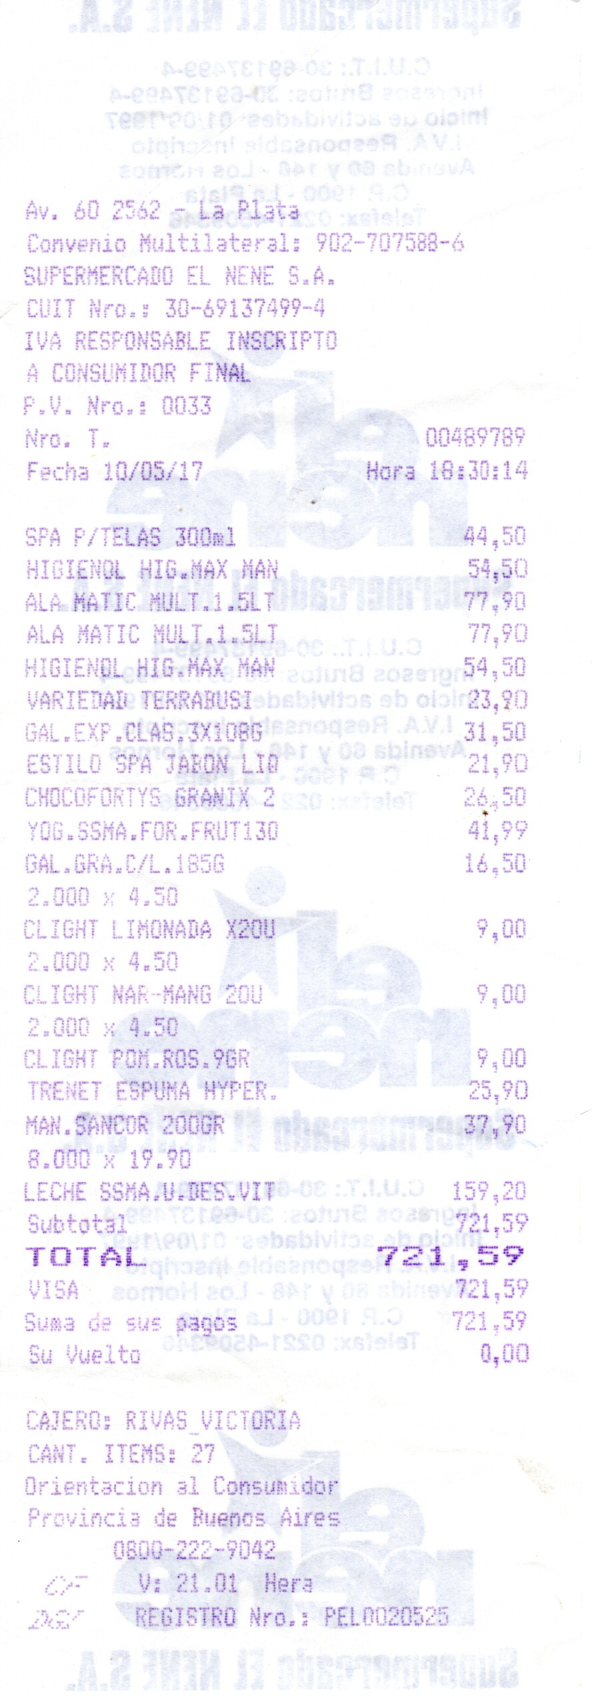 Av. 60 2562 - La Plata
Convenio Multilateral: 902-707588-6
SUPERMERCADO EL NENE S.A.
CUIT Nro.: 30-69137499-4
IVA RESPONSABLE INSCRIPTO
A CONSUMIDOR FINAL
P.V. Nro.: 0033
Nro. T. 00489789
Fecha 10/05/17 Hora 18:30:14
SPA P/TELAS 300ml 44,50
HIGIENOL HIG.MAX MAN 54,50
ALA MATIC MULT.1.5LT 77,90
ALA MATIC MULT.1.5LT 77,90
HIGIENOL HIG.MAX MAN 54,50
VARIEDAD TERRABUSI 23,90
GAL.EXP.CLAS.3X108G 31,50
ESTILO SPA JABON LIQ 21,90
CHOCOFORTYS GRANIX 2 26,50
YOG.SSMA.FOR.FRUT130 41,99
GAL.GRA.C/L.185G 16,50
2.000 x 4.50
CLIGHT LIMONADA X20U 9,00
2.000 x 4.50
CLIGHT NAR-MANG 20U 9,00
2.000 x 4.50
CLIGHT POM.ROS.9GR 9,00
TRENET ESPUMA HYPER. 25,90
MAN.SANCOR 200GR 37,90
8.000 x 19.90
LECHE SSMA.U.DES.VIT 159,20
Subtotal 721,59
TOTAL 721,59
VISA 721,59
Suma de sus pagos 721,59
Su Vuelto 0,00
CAJERO: RIVAS VICTORIA
CANT. ITEMS: 27
Orientacion al Consumidor
Provincia de Buenos Aires
0800-222-9042
CF V: 21.01 Hera
DGI REGISTRO Nro.: PEL0020525